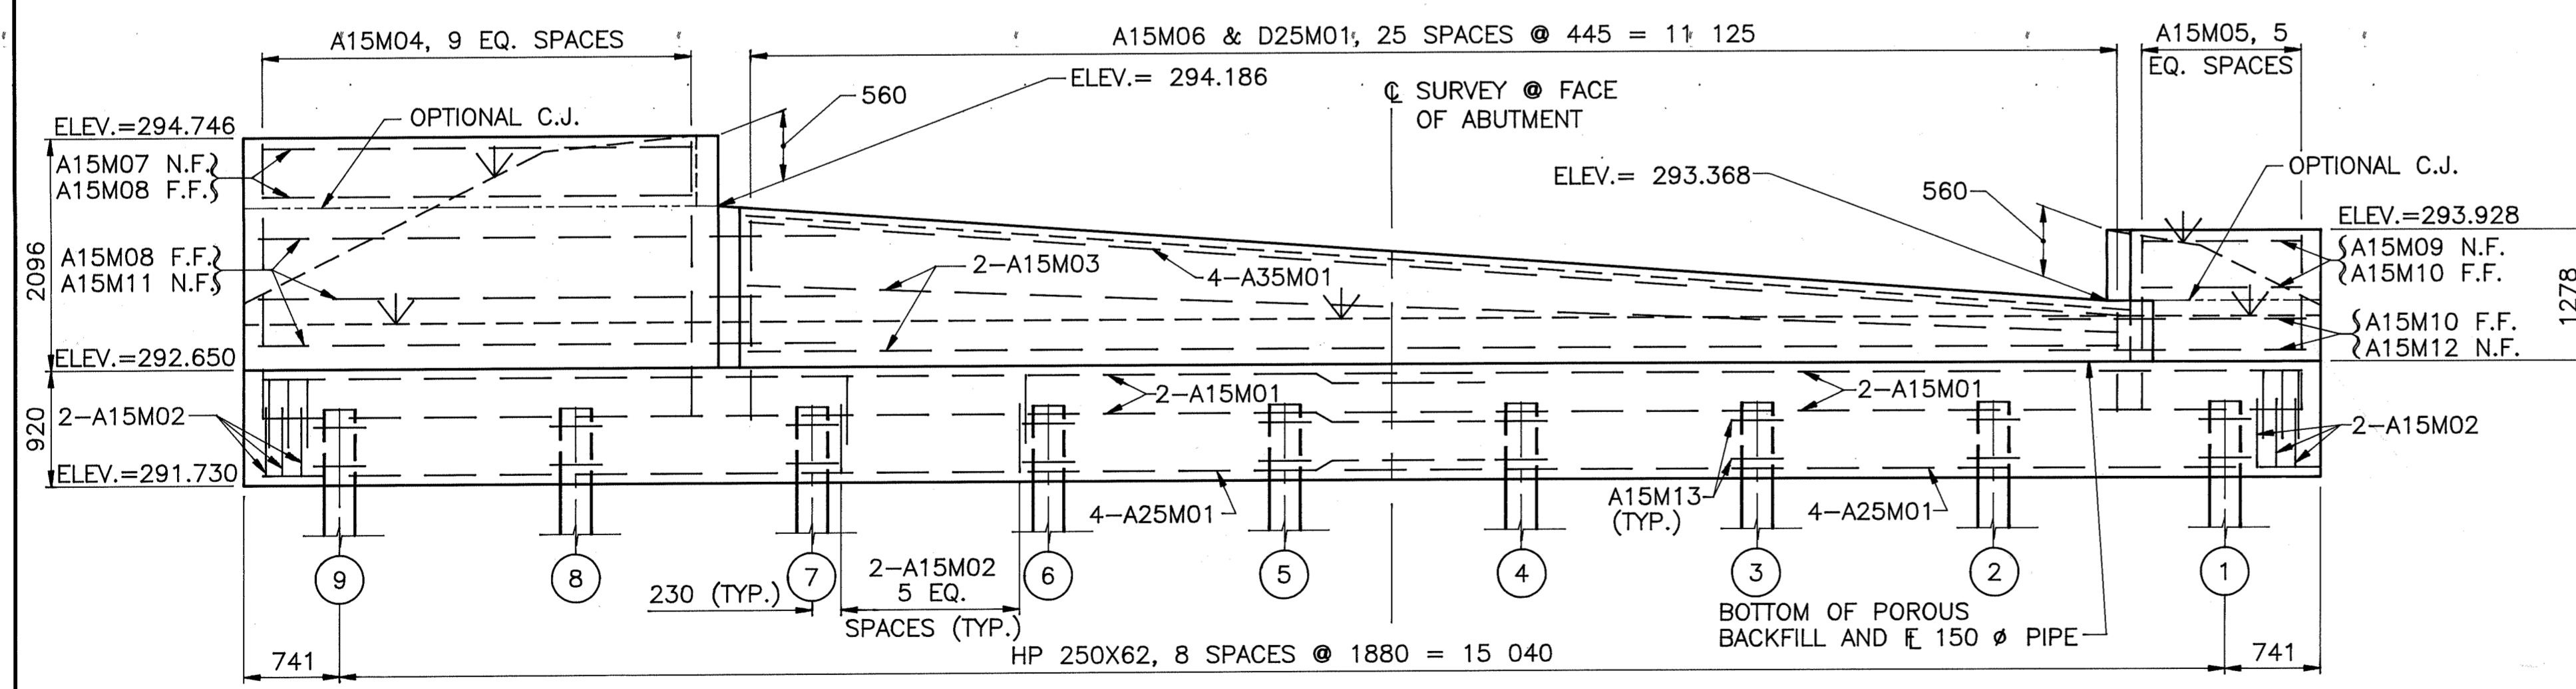 A15M04, 9 EQ. SPACES
A15M06 & D25M01, 25 SPACES @ 445 = 11 125
A15M05, 5
EQ. SPACES
ELEV.= 294.186
560
℄ SURVEY @ FACE
OF ABUTMENT
ELEV.=294.746
OPTIONAL C.J.
A15M07 N.F.
A15M08 F.F.
ELEV.= 293.368
560
OPTIONAL C.J.
ELEV.=293.928
A15M09 N.F.
A15M10 F.F.
2096
A15M08 F.F.
A15M11 N.F.
2-A15M03
4-A35M01
1278
A15M10 F.F.
A15M12 N.F.
ELEV.=292.650
920
2-A15M02
2-A15M01
2-A15M01
2-A15M02
ELEV.=291.730
4-A25M01
A15M13
(TYP.)
4-A25M01
9
8
7
6
5
4
3
2
1
230 (TYP.)
2-A15M02
5 EQ.
SPACES (TYP.)
BOTTOM OF POROUS
BACKFILL AND FL 150 ø PIPE
741
HP 250X62, 8 SPACES @ 1880 = 15 040
741